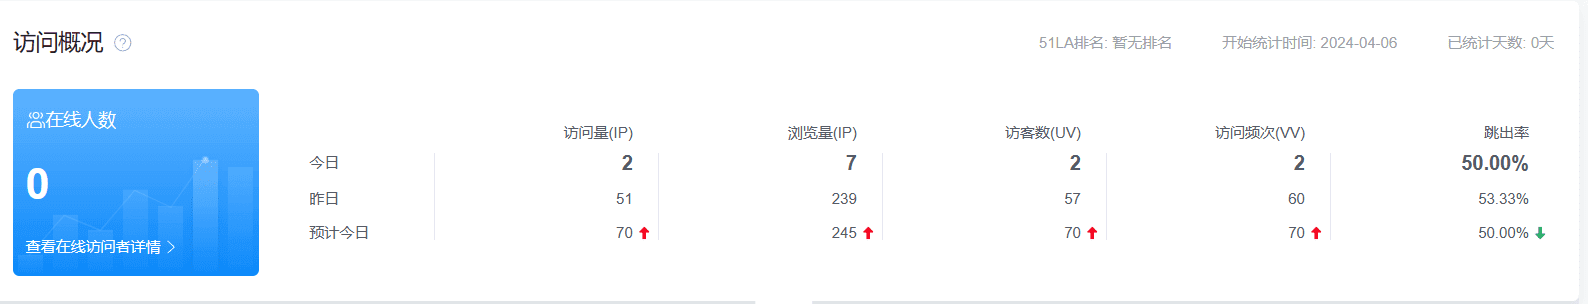 访问概况
51LA排名: 暂无排名 开始统计时间: 2024-04-06 已统计天数: 0天
在线人数
0
查看在线访问者详情
访问量(IP) 浏览量(IP) 访客数(UV) 访问频次(VV) 跳出率
今日 2 7 2 2 50.00%
昨日 51 239 57 60 53.33%
预计今日 70 245 70 70 50.00%